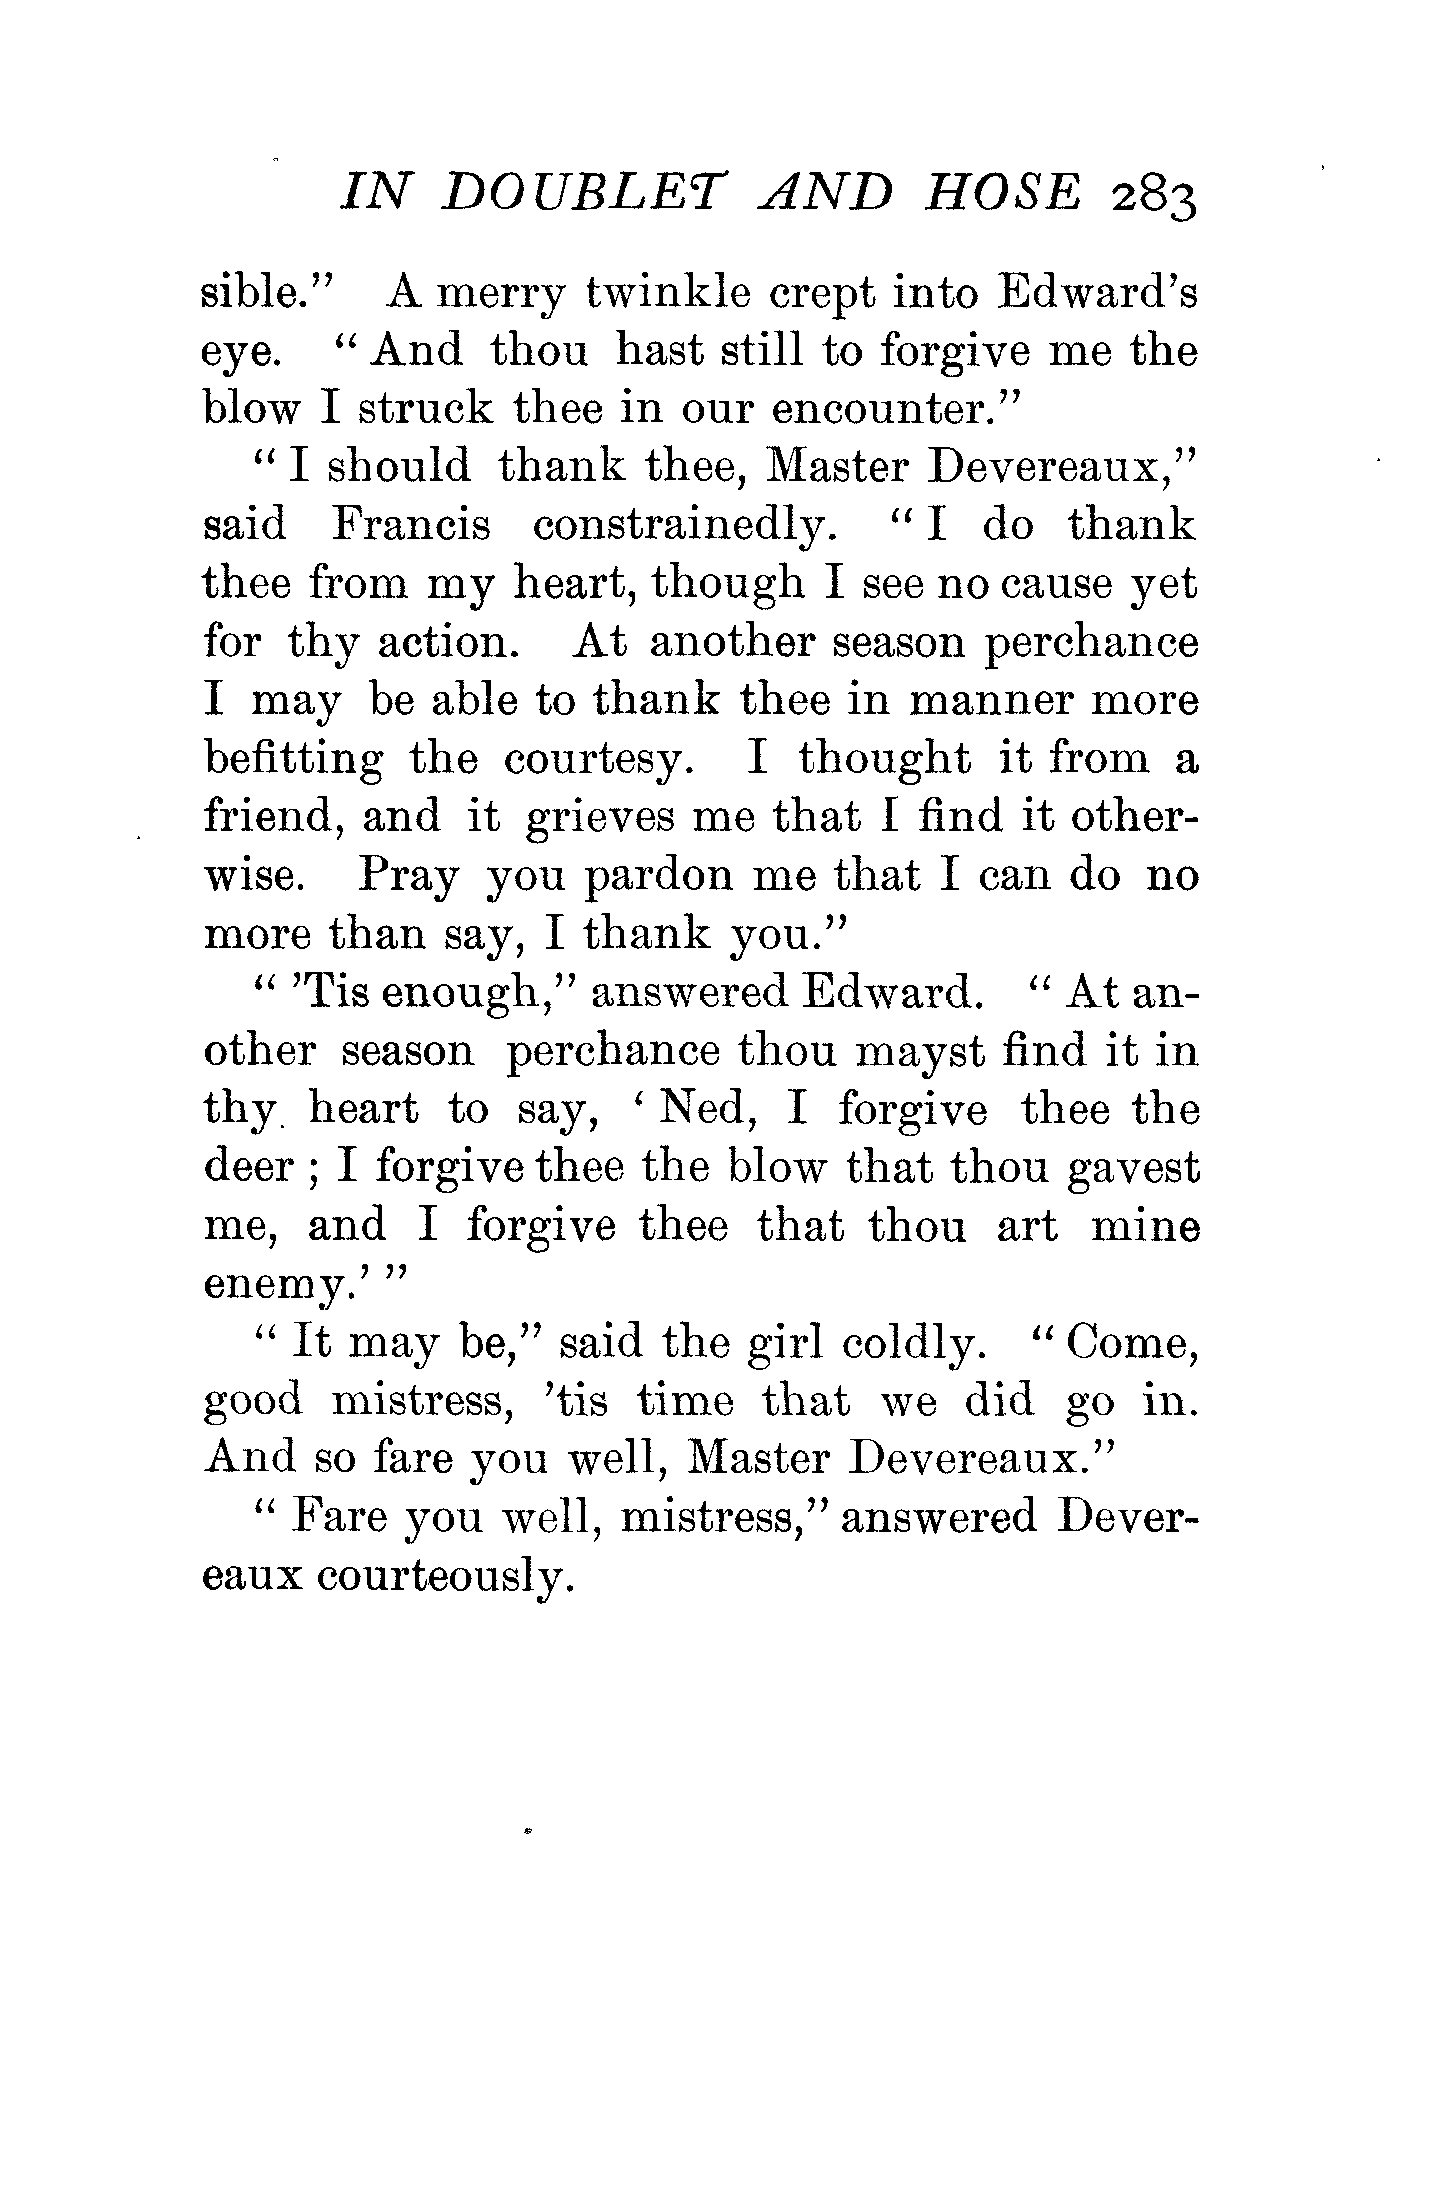 IN DOUBLET AND HOSE 283
sible.” A merry twinkle crept into Edward’s
eye. “ And thou hast still to forgive me the
blow I struck thee in our encounter.”
“ I should thank thee, Master Devereaux,”
said Francis constrainedly. “ I do thank
thee from my heart, though I see no cause yet
for thy action. At another season perchance
I may be able to thank thee in manner more
befitting the courtesy. I thought it from a
friend, and it grieves me that I find it other-
wise. Pray you pardon me that I can do no
more than say, I thank you.”
“ ’Tis enough,” answered Edward. “ At an-
other season perchance thou mayst find it in
thy heart to say, ‘ Ned, I forgive thee the
deer ; I forgive thee the blow that thou gavest
me, and I forgive thee that thou art mine
enemy.’ ”
“ It may be,” said the girl coldly. “ Come,
good mistress, ’tis time that we did go in.
And so fare you well, Master Devereaux.”
“ Fare you well, mistress,” answered Dever-
eaux courteously.